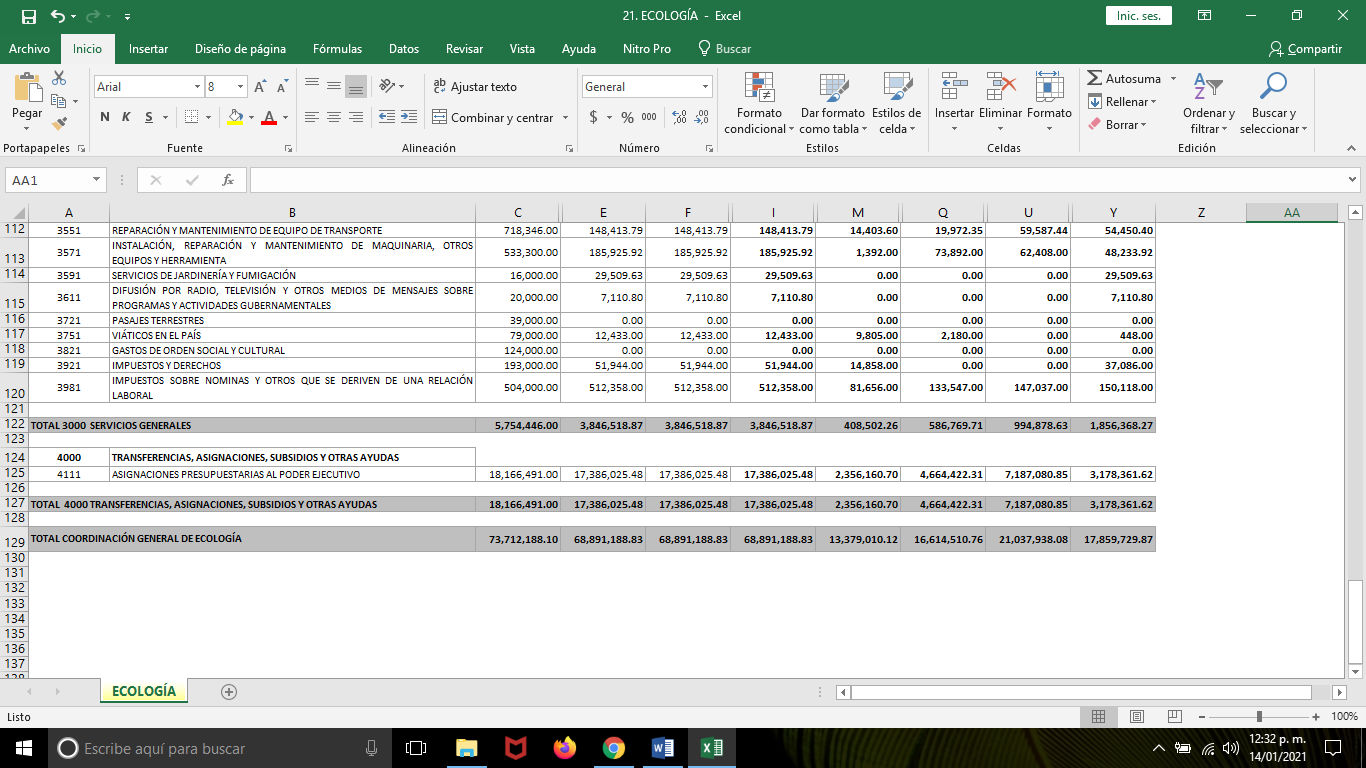 21. ECOLOGÍA - Excel
Inic. ses.
Archivo Inicio Insertar Diseño de página Fórmulas Datos Revisar Vista Ayuda Nitro Pro Buscar Compartir
Pegar
Arial 8
N K S
Ajustar texto
Combinar y centrar
General
$ % 000
Formato condicional
Dar formato como tabla
Estilos de celda
Insertar Eliminar Formato
Autosuma
Rellenar
Borrar
Ordenar y filtrar
Buscar y seleccionar
Portapapeles Fuente Alineación Número Estilos Celdas Edición
AA1 fx
A B C E F I M Q U Y Z AA
112 3551 REPARACIÓN Y MANTENIMIENTO DE EQUIPO DE TRANSPORTE 718,346.00 148,413.79 148,413.79 148,413.79 14,403.60 19,972.35 59,587.44 54,450.40
113 3571 INSTALACIÓN, REPARACIÓN Y MANTENIMIENTO DE MAQUINARIA, OTROS
EQUIPOS Y HERRAMIENTA 533,300.00 185,925.92 185,925.92 185,925.92 1,392.00 73,892.00 62,408.00 48,233.92
114 3591 SERVICIOS DE JARDINERÍA Y FUMIGACIÓN 16,000.00 29,509.63 29,509.63 29,509.63 0.00 0.00 0.00 29,509.63
115 3611 DIFUSIÓN POR RADIO, TELEVISIÓN Y OTROS MEDIOS DE MENSAJES SOBRE
PROGRAMAS Y ACTIVIDADES GUBERNAMENTALES 20,000.00 7,110.80 7,110.80 7,110.80 0.00 0.00 0.00 7,110.80
116 3721 PASAJES TERRESTRES 39,000.00 0.00 0.00 0.00 0.00 0.00 0.00 0.00
117 3751 VIÁTICOS EN EL PAÍS 79,000.00 12,433.00 12,433.00 12,433.00 9,805.00 2,180.00 0.00 448.00
118 3821 GASTOS DE ORDEN SOCIAL Y CULTURAL 124,000.00 0.00 0.00 0.00 0.00 0.00 0.00 0.00
119 3921 IMPUESTOS Y DERECHOS 193,000.00 51,944.00 51,944.00 51,944.00 14,858.00 0.00 0.00 37,086.00
120 3981 IMPUESTOS SOBRE NOMINAS Y OTROS QUE SE DERIVEN DE UNA RELACIÓN
LABORAL 504,000.00 512,358.00 512,358.00 512,358.00 81,656.00 133,547.00 147,037.00 150,118.00
121
122 TOTAL 3000 SERVICIOS GENERALES 5,754,446.00 3,846,518.87 3,846,518.87 3,846,518.87 408,502.26 586,769.71 994,878.63 1,856,368.27
123
124 4000 TRANSFERENCIAS, ASIGNACIONES, SUBSIDIOS Y OTRAS AYUDAS
125 4111 ASIGNACIONES PRESUPUESTARIAS AL PODER EJECUTIVO 18,166,491.00 17,386,025.48 17,386,025.48 17,386,025.48 2,356,160.70 4,664,422.31 7,187,080.85 3,178,361.62
126
127 TOTAL 4000 TRANSFERENCIAS, ASIGNACIONES, SUBSIDIOS Y OTRAS AYUDAS 18,166,491.00 17,386,025.48 17,386,025.48 17,386,025.48 2,356,160.70 4,664,422.31 7,187,080.85 3,178,361.62
128
129 TOTAL COORDINACIÓN GENERAL DE ECOLOGÍA 73,712,188.10 68,891,188.83 68,891,188.83 68,891,188.83 13,379,010.12 16,614,510.76 21,037,938.08 17,859,729.87
130
131
132
133
134
135
136
137
138
ECOLOGÍA
Listo 100%
Escribe aquí para buscar
12:32 p. m.
14/01/2021